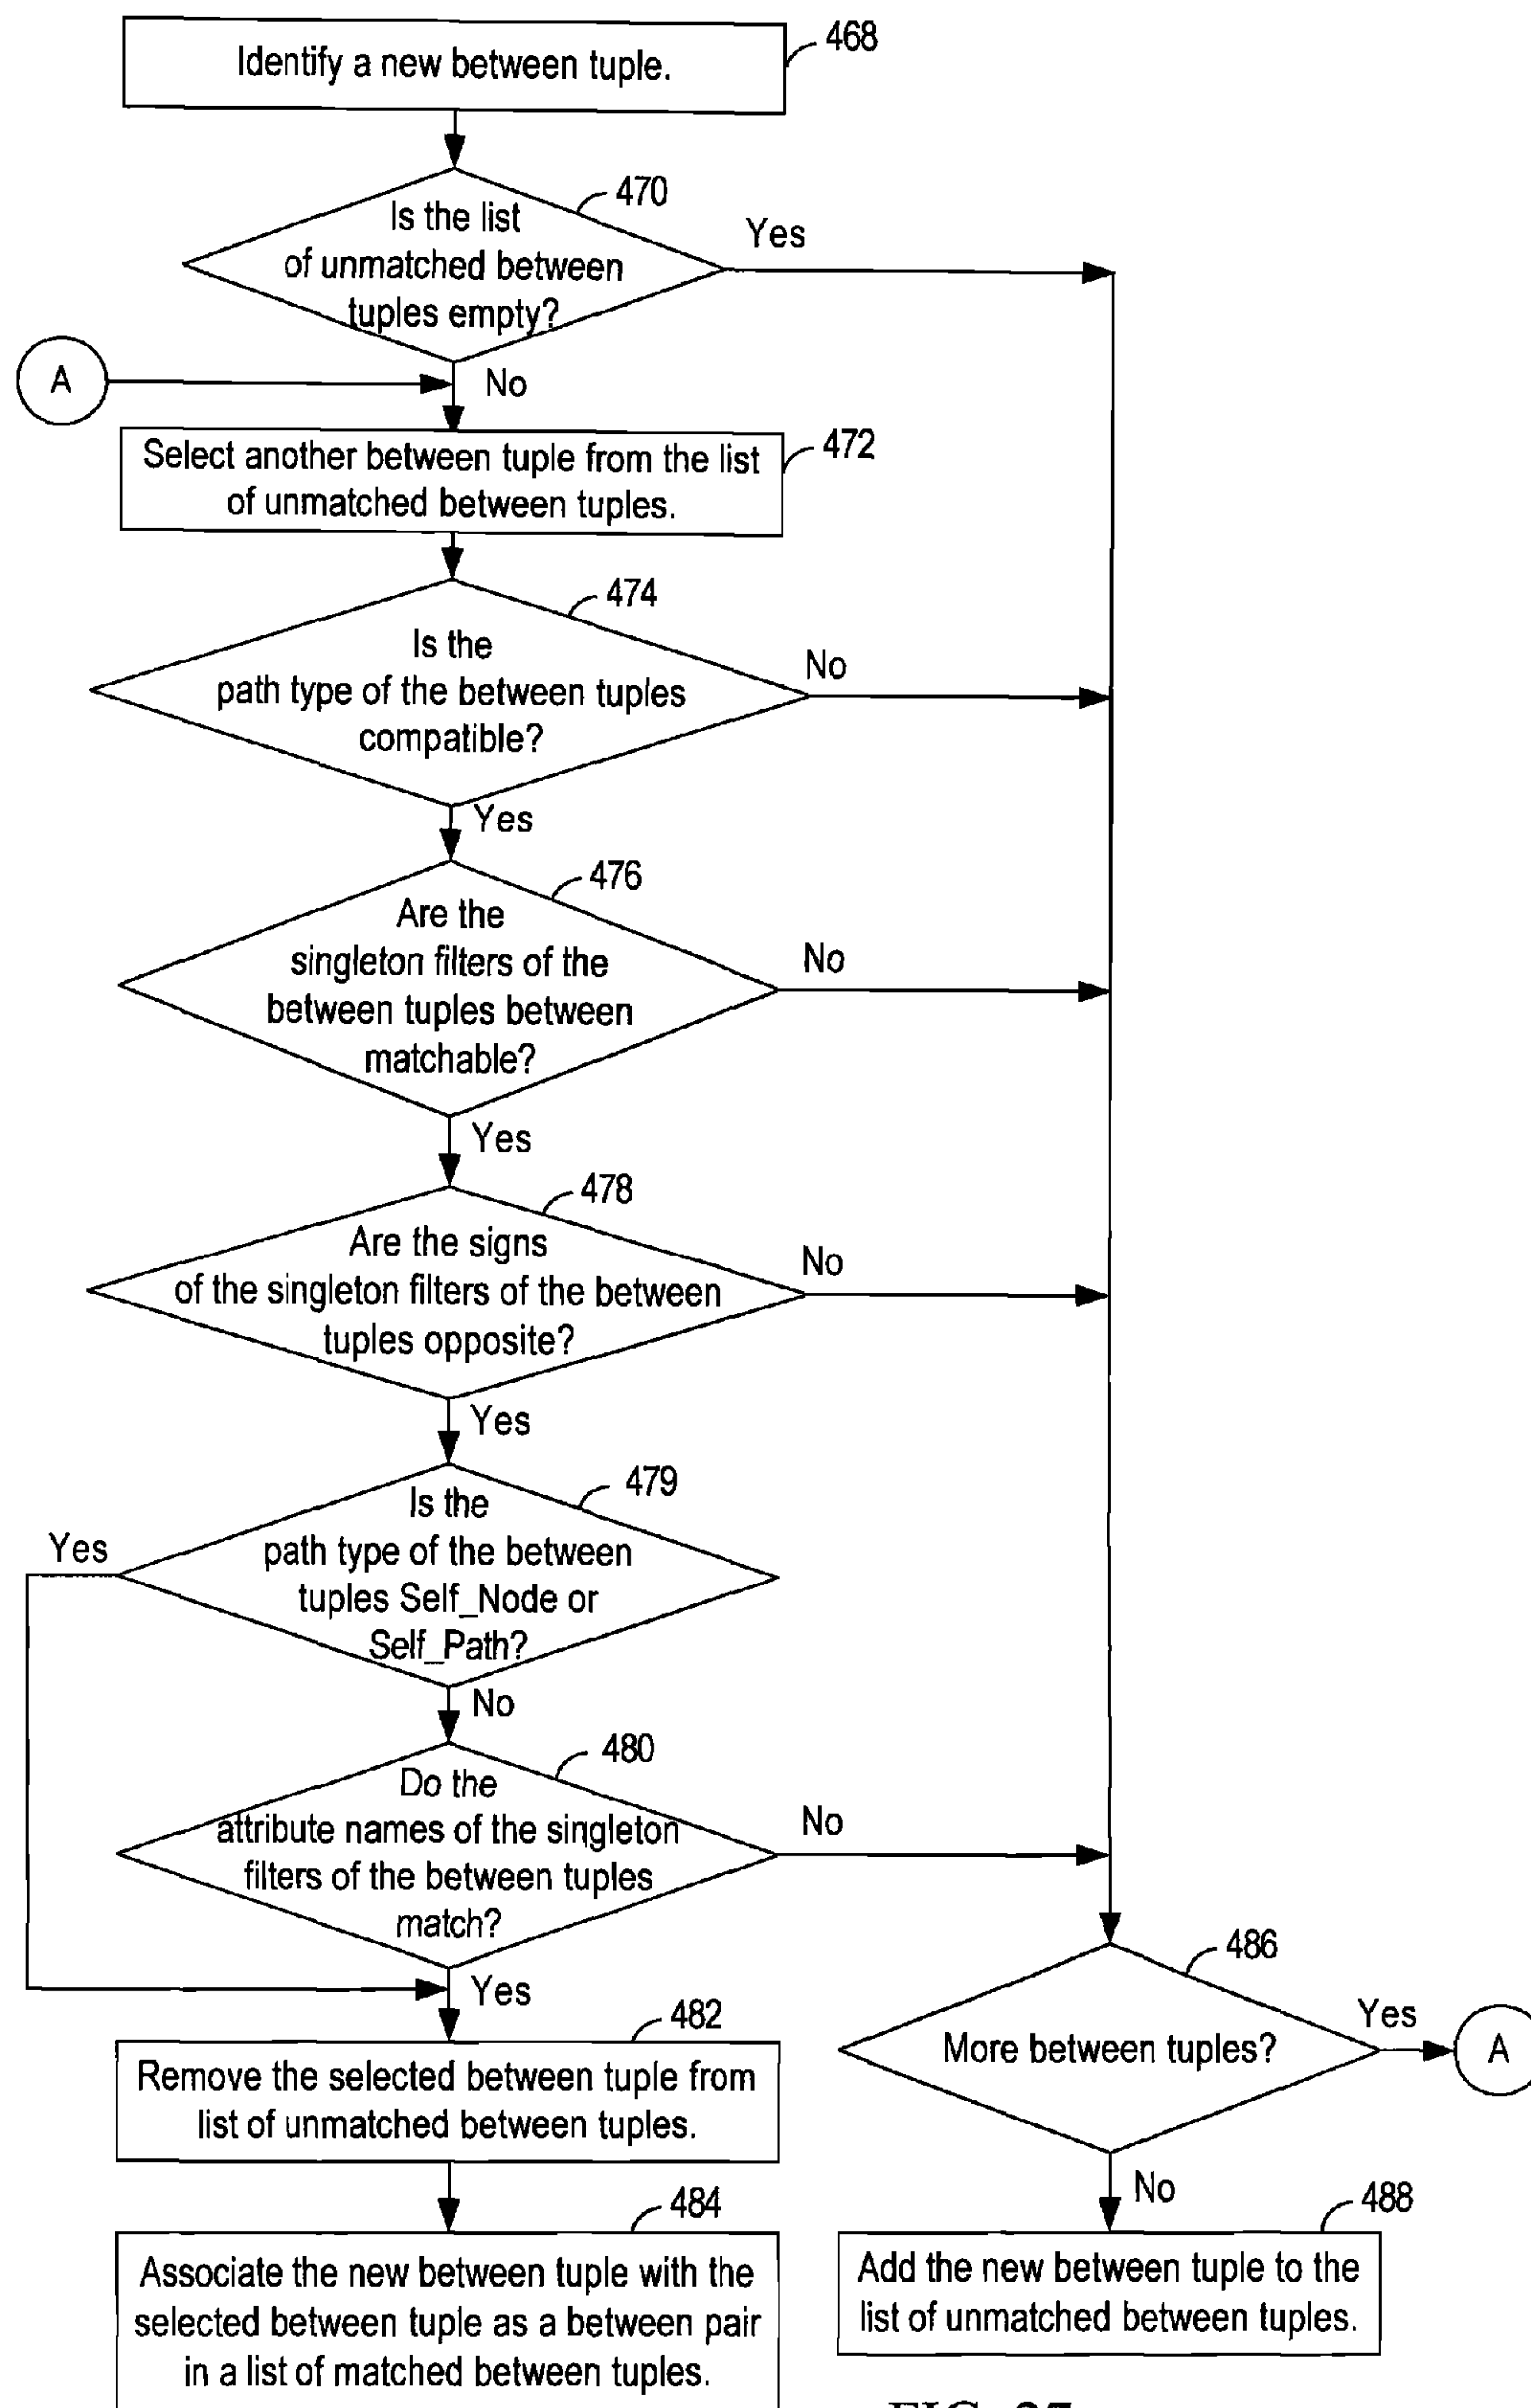 Identify a new between tuple.
468
Is the list
of unmatched between
tuples empty?
470
Yes
A
No
Select another between tuple from the list
of unmatched between tuples.
472
Is the
path type of the between tuples
compatible?
474
No
Yes
Are the
singleton filters of the
between tuples between
matchable?
476
No
Yes
Are the signs
of the singleton filters of the between
tuples opposite?
478
No
Yes
Is the
path type of the between
tuples Self_Node or
Self_Path?
479
Yes
No
Do the
attribute names of the singleton
filters of the between tuples
match?
480
No
Yes
Remove the selected between tuple from
list of unmatched between tuples.
482
Associate the new between tuple with the
selected between tuple as a between pair
in a list of matched between tuples.
484
More between tuples?
486
Yes
A
No
Add the new between tuple to the
list of unmatched between tuples.
488